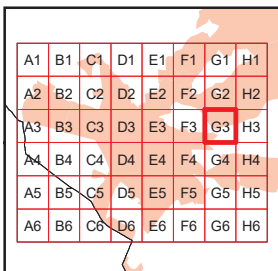 A1 B1 C1 D1 E1 F1 G1 H1
A2 B2 C2 D2 E2 F2 G2 H2
A3 B3 C3 D3 E3 F3 G3 H3
A4 B4 C4 D4 E4 F4 G4 H4
A5 B5 C5 D5 E5 F5 G5 H5
A6 B6 C6 D6 E6 F6 G6 H6